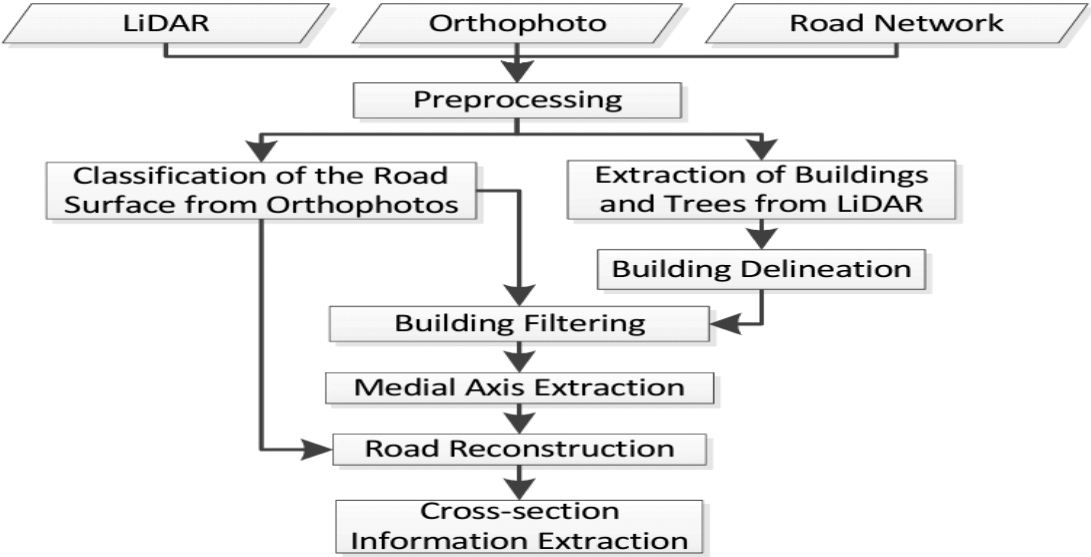 LiDAR
Orthophoto
Road Network
Preprocessing
Classification of the Road
Surface from Orthophotos
Extraction of Buildings
and Trees from LiDAR
Building Delineation
Building Filtering
Medial Axis Extraction
Road Reconstruction
Cross-section
Information Extraction